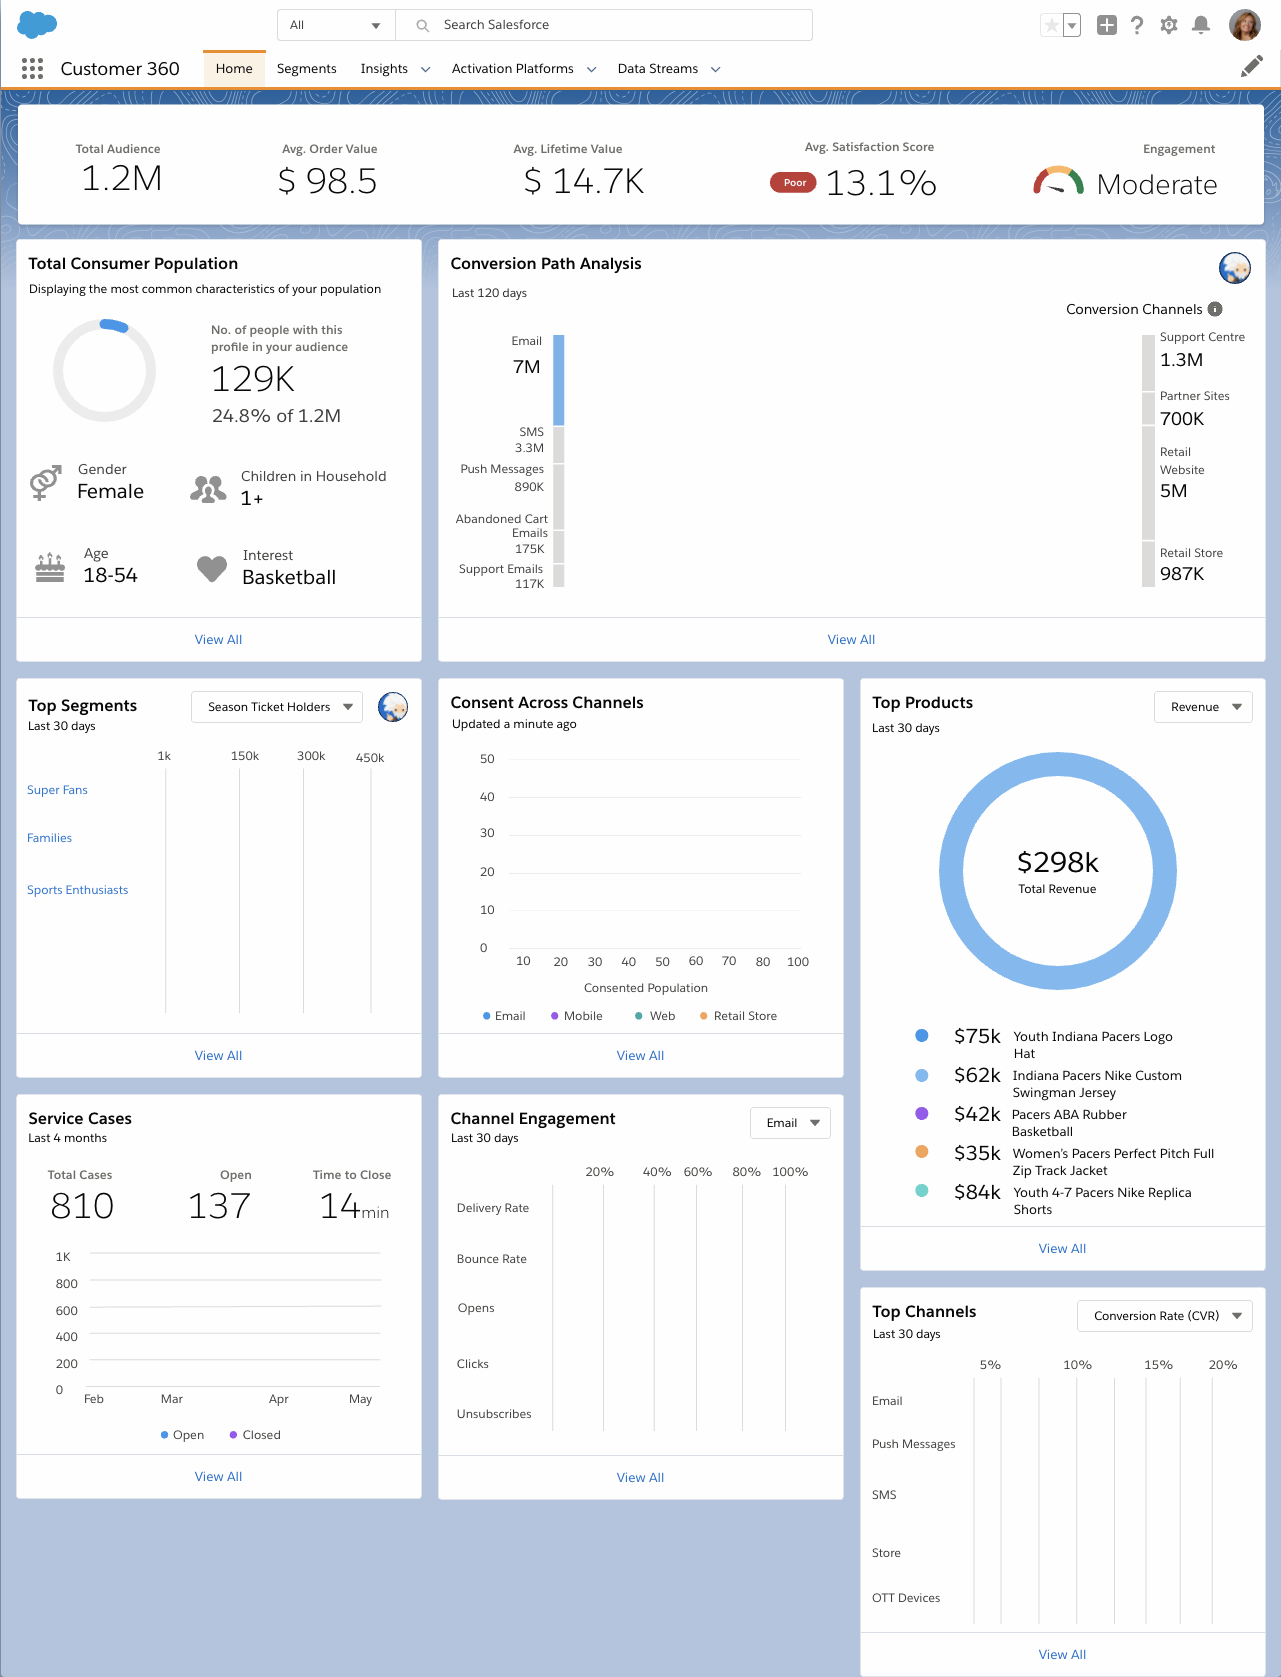 All
Search Salesforce
Customer 360
Home
Segments
Insights
Activation Platforms
Data Streams
Total Audience
1.2M
Avg. Order Value
$ 98.5
Avg. Lifetime Value
$ 14.7K
Avg. Satisfaction Score
Poor
13.1%
Engagement
Moderate
Total Consumer Population
Displaying the most common characteristics of your population
No. of people with this
profile in your audience
129K
24.8% of 1.2M
Gender
Female
Children in Household
1+
Age
18-54
Interest
Basketball
View All
Conversion Path Analysis
Last 120 days
Conversion Channels
Email
7M
SMS
3.3M
Push Messages
890K
Abandoned Cart
Emails
175K
Support Emails
117K
Support Centre
1.3M
Partner Sites
700K
Retail
Website
5M
Retail Store
987K
View All
Top Segments
Last 30 days
Season Ticket Holders
1k 150k 300k 450k
Super Fans
Families
Sports Enthusiasts
View All
Consent Across Channels
Updated a minute ago
50
40
30
20
10
0
10 20 30 40 50 60 70 80 100
Consented Population
Email Mobile Web Retail Store
View All
Top Products
Last 30 days
Revenue
$298k
Total Revenue
$75k Youth Indiana Pacers Logo
Hat
$62k Indiana Pacers Nike Custom
Swingman Jersey
$42k Pacers ABA Rubber
Basketball
$35k Women's Pacers Perfect Pitch Full
Zip Track Jacket
$84k Youth 4-7 Pacers Nike Replica
Shorts
View All
Service Cases
Last 4 months
Total Cases
810
Open
137
Time to Close
14min
1K
800
600
400
200
0
Feb Mar Apr May
Open Closed
View All
Channel Engagement
Last 30 days
Email
20% 40% 60% 80% 100%
Delivery Rate
Bounce Rate
Opens
Clicks
Unsubscribes
View All
Top Channels
Last 30 days
Conversion Rate (CVR)
5% 10% 15% 20%
Email
Push Messages
SMS
Store
OTT Devices
View All